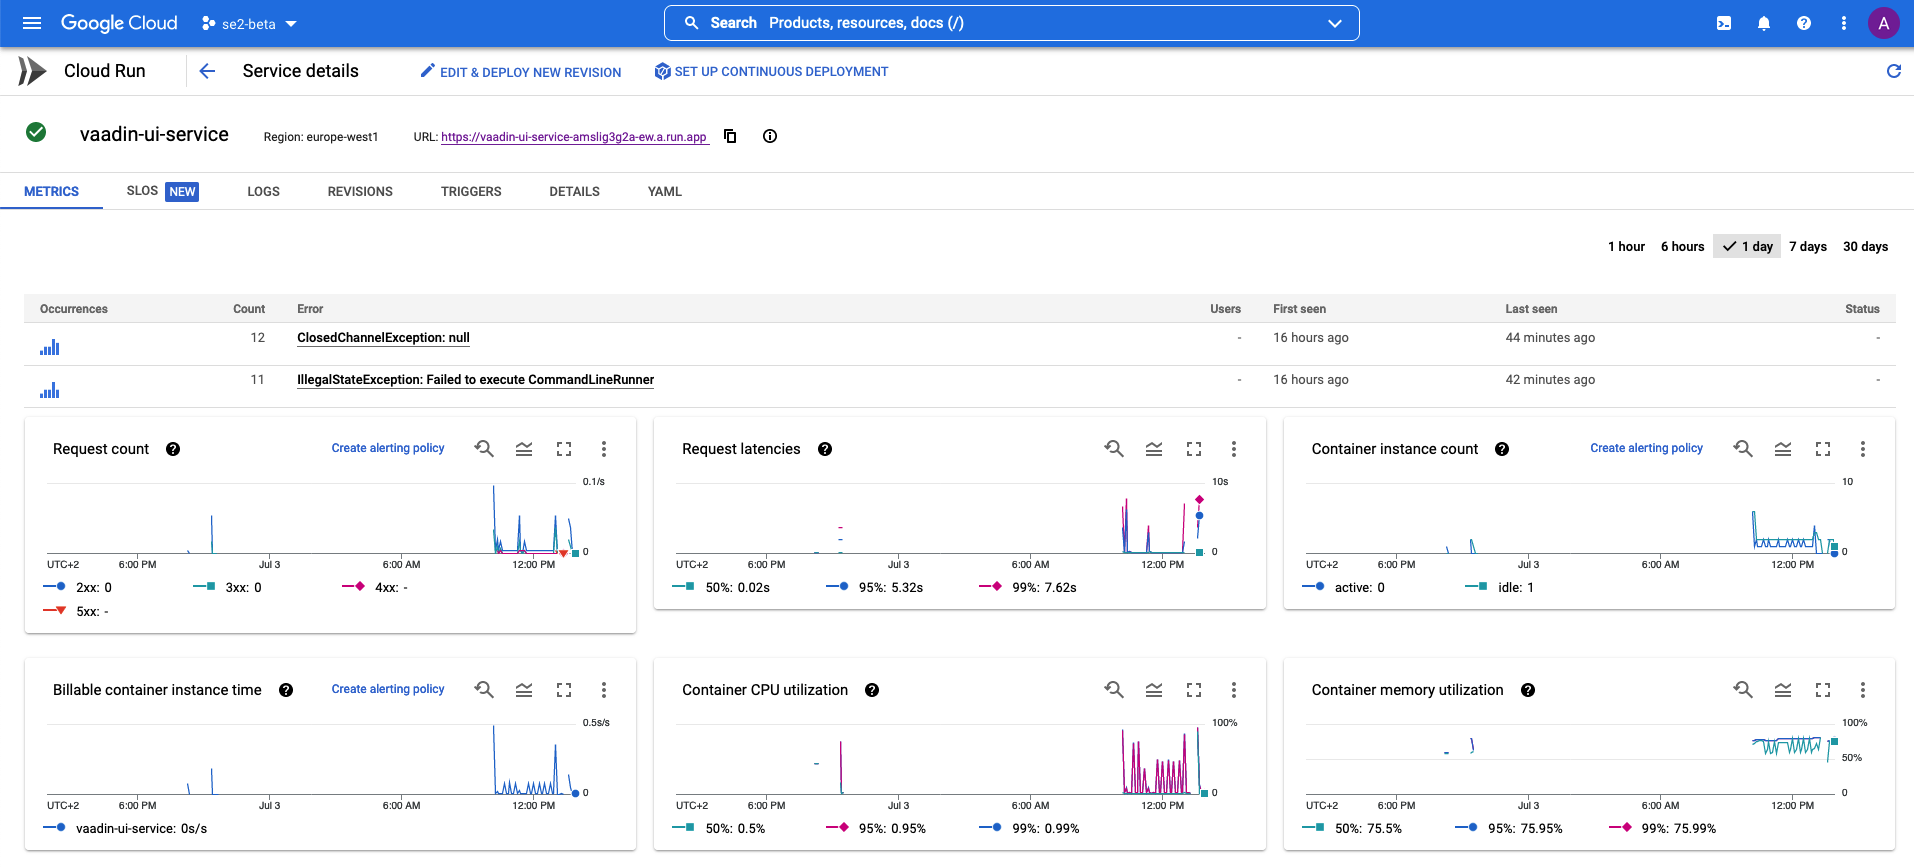 Google Cloud se2-beta Search Products, resources, docs (/) A
Cloud Run Service details EDIT & DEPLOY NEW REVISION SET UP CONTINUOUS DEPLOYMENT
vaadin-ui-service Region: europe-west1 URL: https://vaadin-ui-service-amslig3g2a-ew.a.run.app
METRICS SLOS NEW LOGS REVISIONS TRIGGERS DETAILS YAML
1 hour 6 hours 1 day 7 days 30 days
Occurrences Count Error Users First seen Last seen Status
12 ClosedChannelException: null - 16 hours ago 44 minutes ago -
11 IllegalStateException: Failed to execute CommandLineRunner - 16 hours ago 42 minutes ago -
Request count Create alerting policy
0.1/s
0
UTC+2 6:00 PM Jul 3 6:00 AM 12:00 PM
2xx: 0 3xx: 0 4xx: -
5xx: -
Request latencies
10s
0
UTC+2 6:00 PM Jul 3 6:00 AM 12:00 PM
50%: 0.02s 95%: 5.32s 99%: 7.62s
Container instance count Create alerting policy
10
0
UTC+2 6:00 PM Jul 3 6:00 AM 12:00 PM
active: 0 idle: 1
Billable container instance time Create alerting policy
0.5s/s
0
UTC+2 6:00 PM Jul 3 6:00 AM 12:00 PM
vaadin-ui-service: 0s/s
Container CPU utilization
100%
0
UTC+2 6:00 PM Jul 3 6:00 AM 12:00 PM
50%: 0.5% 95%: 0.95% 99%: 0.99%
Container memory utilization
100%
50%
0
UTC+2 6:00 PM Jul 3 6:00 AM 12:00 PM
50%: 75.5% 95%: 75.95% 99%: 75.99%